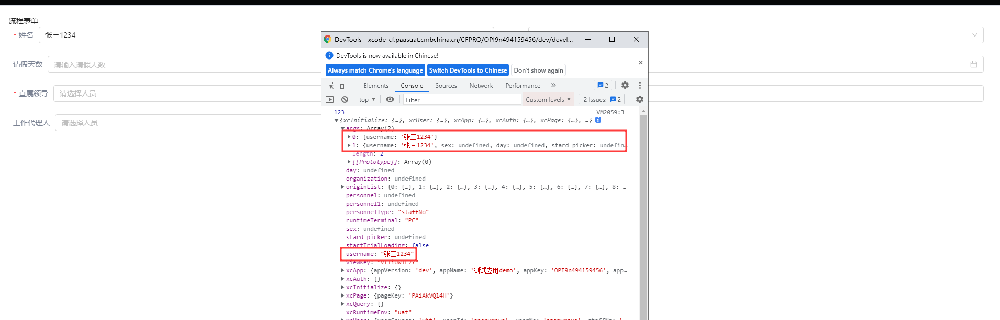 流程表单
* 姓名 张三1234
请假天数 请输入请假天数
* 直属领导 请选择人员
工作代理人 请选择人员
DevTools - xcode-cf.paasuat.cmbchina.cn/CFPRO/OPI9n494159456/dev/devel...
DevTools is now available in Chinese!
Always match Chrome's language Switch DevTools to Chinese Don't show again
Elements Console Sources Network Performance » 2
top ▼ Filter Custom levels ▼ 2 Issues: 2
123 VM2059:3
{xcInitialize: {…}, xcUser: {…}, xcApp: {…}, xcAuth: {…}, xcPage: {…}, …}
args: Array(2)
0: {username: '张三1234'}
1: {username: '张三1234', sex: undefined, day: undefined, stard_picker: undefin…
length: 2
[[Prototype]]: Array(0)
day: undefined
organization: undefined
originList: {0: {…}, 1: {…}, 2: {…}, 3: {…}, 4: {…}, 5: {…}, 6: {…}, 7: {…}, 8: …
personnel: undefined
personnel1: undefined
personnelType: "staffNo"
runtimeTerminal: "PC"
sex: undefined
stard_picker: undefined
startTrialLoading: false
username: "张三1234"
viewKey:
xcApp: {appVersion: 'dev', appName: '测试应用demo', appKey: 'OPI9n494159456', app…
xcAuth: {}
xcInitialize: {}
xcPage: {pageKey: 'PAiAkVQl4H'}
xcQuery: {}
xcRuntimeEnv: "uat"